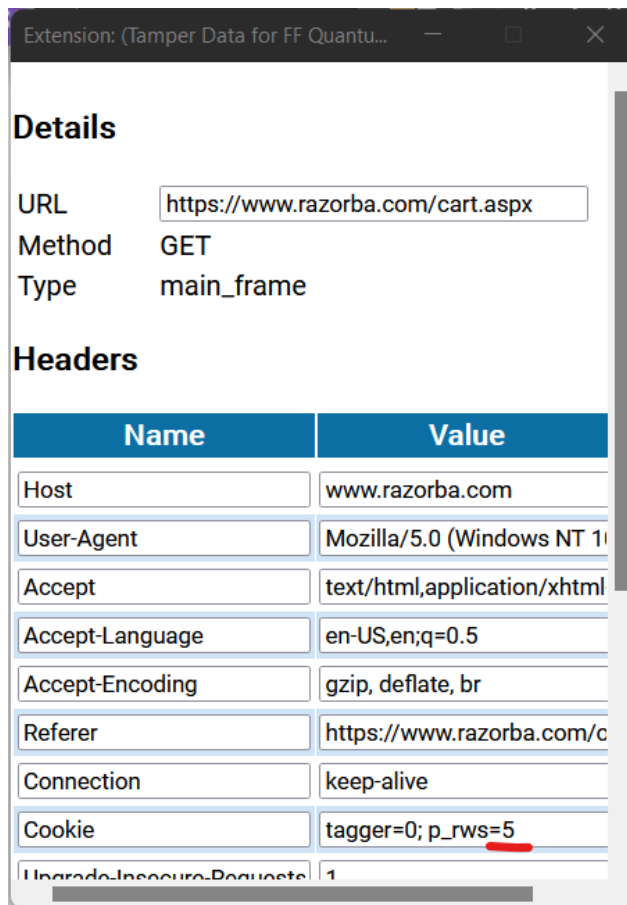 Extension: (Tamper Data for FF Quantu...
Details
URL https://www.razorba.com/cart.aspx
Method GET
Type main_frame
Headers
Name Value
Host www.razorba.com
User-Agent Mozilla/5.0 (Windows NT
Accept text/html,application/xhtml
Accept-Language en-US,en;q=0.5
Accept-Encoding gzip, deflate, br
Referer https://www.razorba.com/
Connection keep-alive
Cookie tagger=0; p_rws=5
Upgrade-Insecure-Requests 1